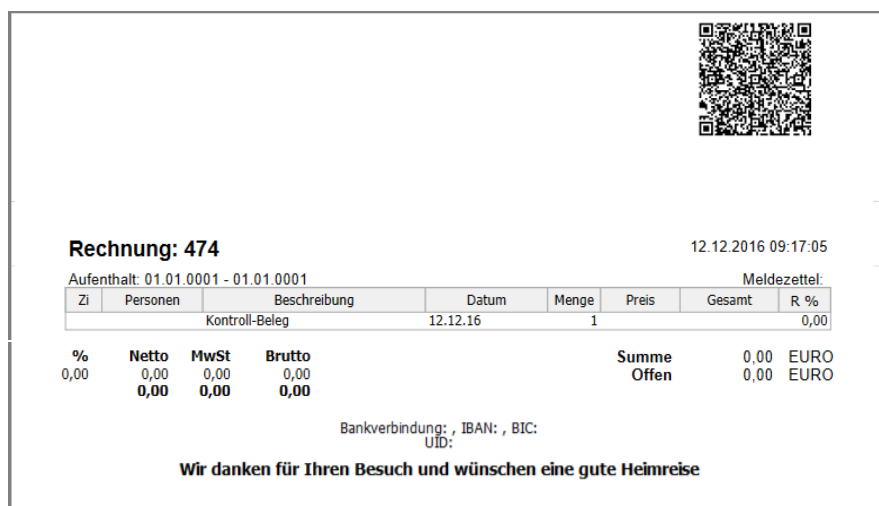 Rechnung: 474 12.12.2016 09:17:05
Aufenthalt: 01.01.0001 - 01.01.0001 Meldezettel:
Zi Personen Beschreibung Datum Menge Preis Gesamt R %
Kontroll-Beleg 12.12.16 1 0,00
% Netto MwSt Brutto Summe 0,00 EURO
0,00 0,00 0,00 0,00 Offen 0,00 EURO
0,00 0,00 0,00
Bankverbindung: , IBAN: , BIC:
UID:
Wir danken für Ihren Besuch und wünschen eine gute Heimreise